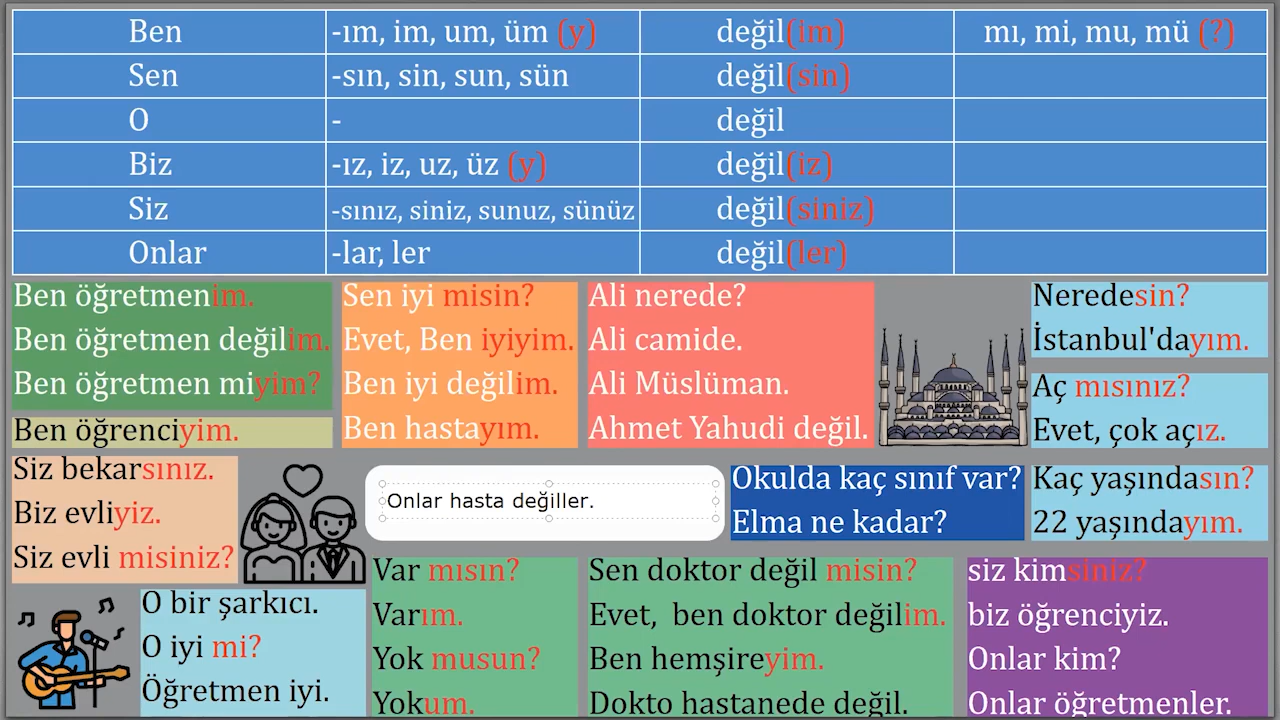 Ben -ım, im, um, üm (y) değil(im) mı, mi, mu, mü (?)
Sen -sın, sin, sun, sün değil(sin)
O - değil
Biz -ız, iz, uz, üz (y) değil(iz)
Siz -sınız, siniz, sunuz, sünüz değil(siniz)
Onlar -lar, ler değil(ler)
Ben öğretmenim.
Ben öğretmen değilim.
Ben öğretmen miyim?
Ben öğrenciyim.
Sen iyi misin?
Evet, Ben iyiyim.
Ben iyi değilim.
Ben hastayım.
Ali nerede?
Ali camide.
Ali Müslüman.
Ahmet Yahudi değil.
Neredesin?
İstanbul'dayım.
Aç mısınız?
Evet, çok açız.
Siz bekarsınız.
Biz evliyiz.
Siz evli misiniz?
Onlar hasta değiller.
Okulda kaç sınıf var?
Elma ne kadar?
Kaç yaşındasın?
22 yaşındayım.
O bir şarkıcı.
O iyi mi?
Öğretmen iyi.
Var mısın?
Varım.
Yok musun?
Yokum.
Sen doktor değil misin?
Evet, ben doktor değilim.
Ben hemşireyim.
Dokto hastanede değil.
siz kimsiniz?
biz öğrenciyiz.
Onlar kim?
Onlar öğretmenler.